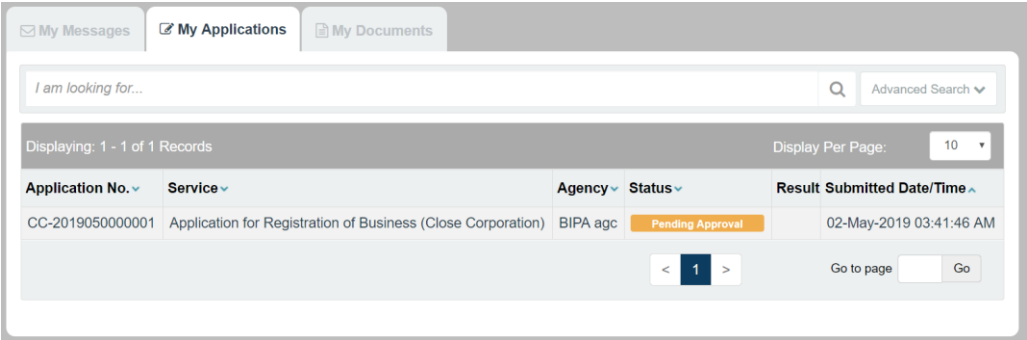 My Messages My Applications My Documents
I am looking for... Advanced Search
Displaying: 1 - 1 of 1 Records Display Per Page: 10
Application No. Service Agency Status Result Submitted Date/Time
CC-2019050000001 Application for Registration of Business (Close Corporation) BIPA agc Pending Approval 02-May-2019 03:41:46 AM
< 1 > Go to page Go